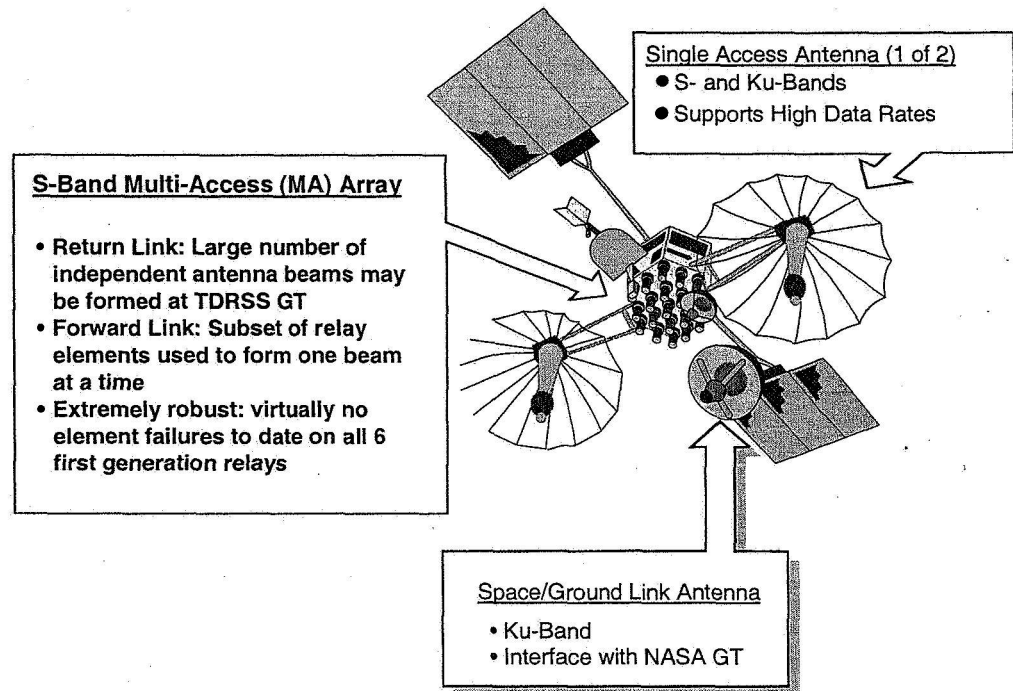 Single Access Antenna (1 of 2)
● S- and Ku-Bands
● Supports High Data Rates
S-Band Multi-Access (MA) Array
• Return Link: Large number of
independent antenna beams may
be formed at TDRSS GT
• Forward Link: Subset of relay
elements used to form one beam
at a time
• Extremely robust: virtually no
element failures to date on all 6
first generation relays
Space/Ground Link Antenna
• Ku-Band
• Interface with NASA GT